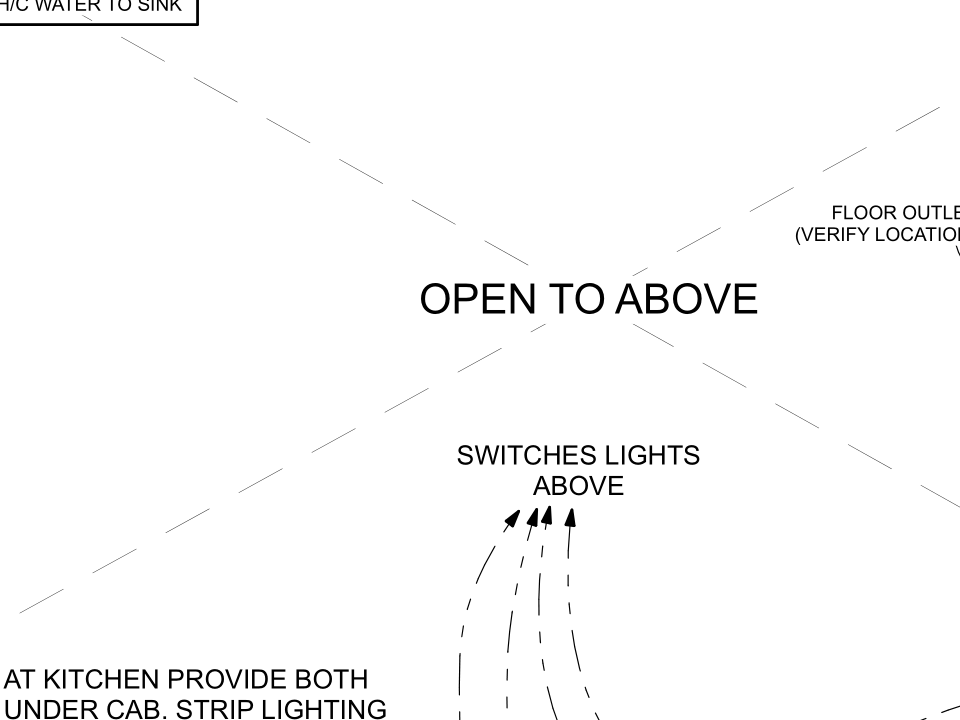 H/C WATER TO SINK
FLOOR OUTLE
(VERIFY LOCATION
OPEN TO ABOVE
SWITCHES LIGHTS
ABOVE
AT KITCHEN PROVIDE BOTH
UNDER CAB. STRIP LIGHTING